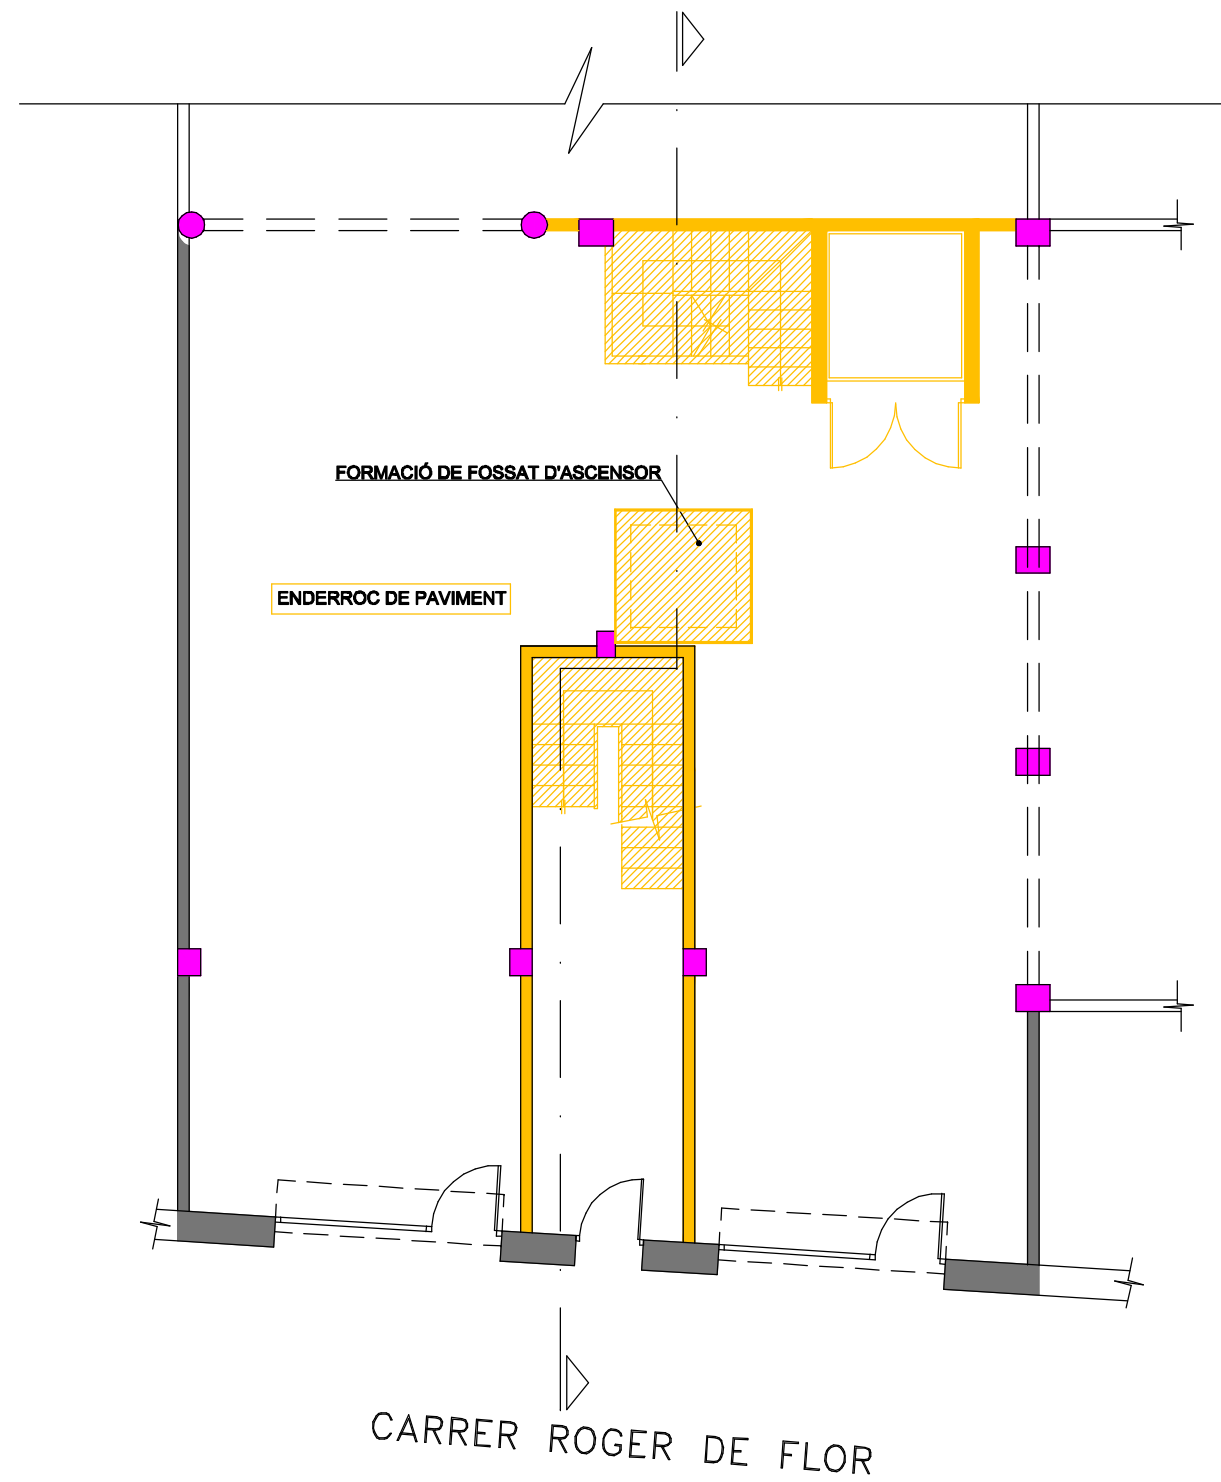 FORMACIÓ DE FOSSAT D'ASCENSOR
ENDERROC DE PAVIMENT
CARRER ROGER DE FLOR